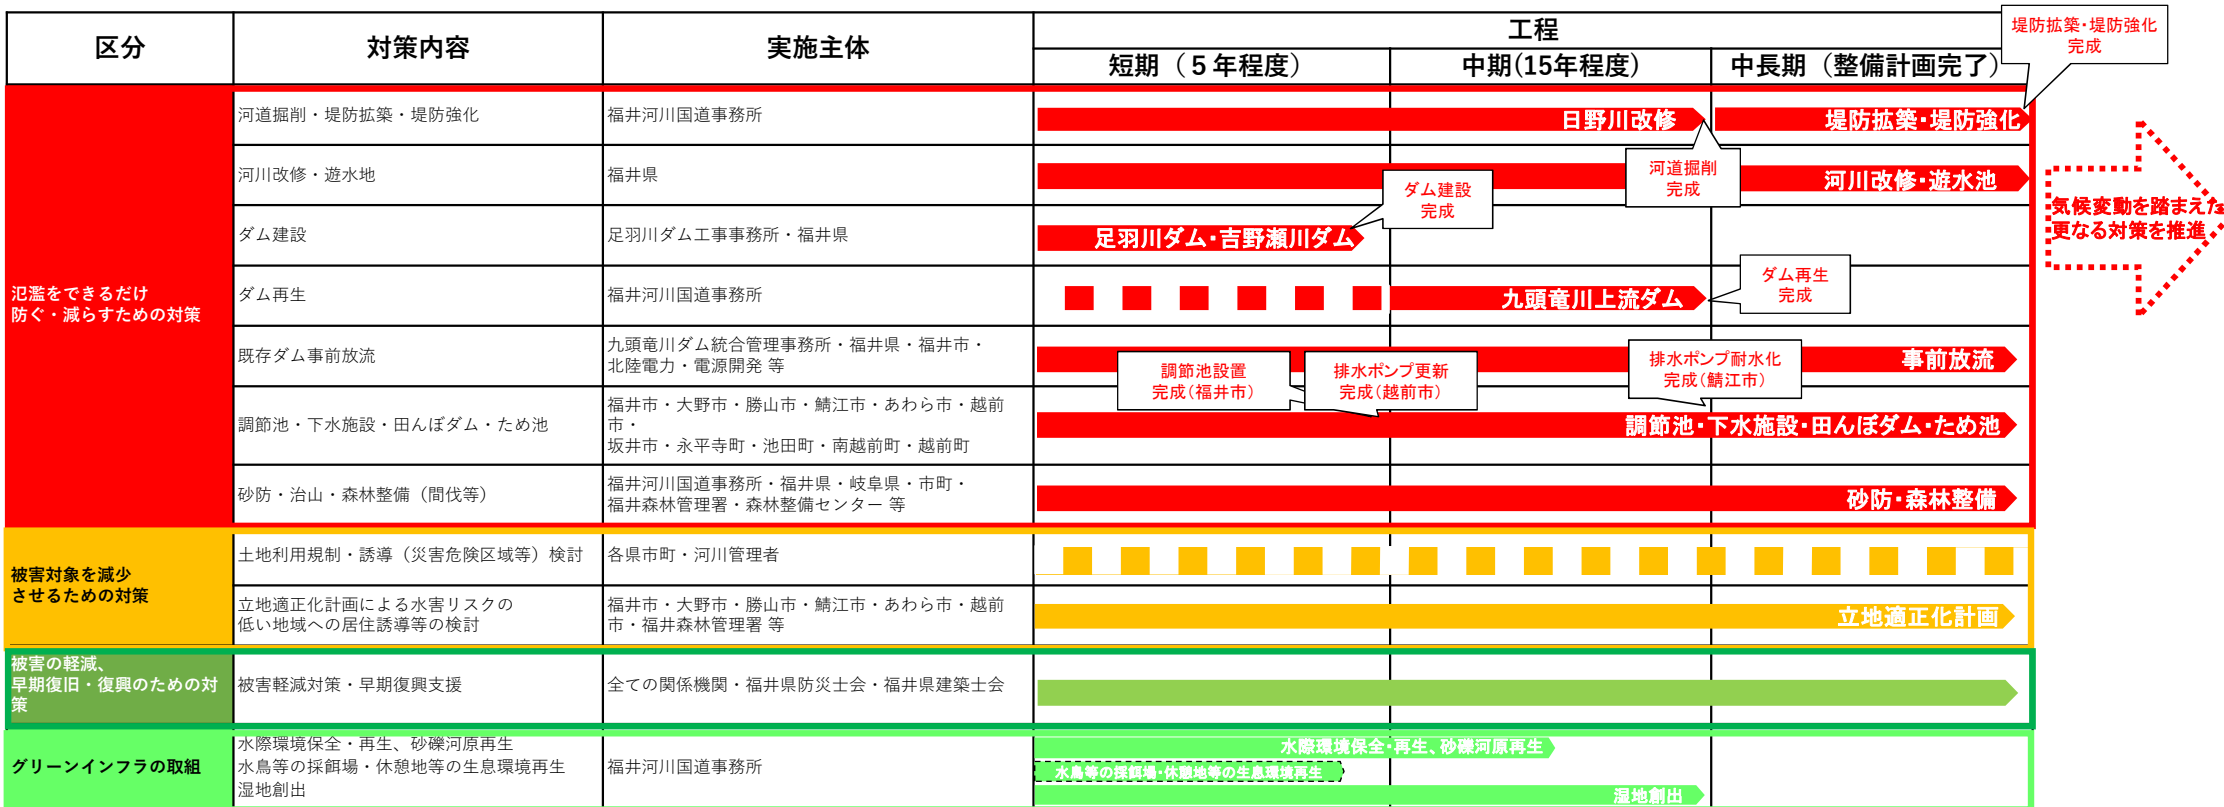 区分
対策内容
実施主体
工程
短期（５年程度）
中期(15年程度)
中長期（整備計画完了）
堤防拡築・堤防強化
完成
氾濫をできるだけ
防ぐ・減らすための対策
河道掘削・堤防拡築・堤防強化
福井河川国道事務所
日野川改修
堤防拡築・堤防強化
河道掘削
完成
河川改修・遊水地
福井県
河川改修・遊水池
ダム建設
完成
ダム建設
足羽川ダム工事事務所・福井県
足羽川ダム・吉野瀬川ダム
気候変動を踏まえた
更なる対策を推進
ダム再生
福井河川国道事務所
九頭竜川上流ダム
ダム再生
完成
既存ダム事前放流
九頭竜川ダム統合管理事務所・福井県・福井市・
北陸電力・電源開発 等
事前放流
調節池設置
完成（福井市）
排水ポンプ更新
完成（越前市）
排水ポンプ耐水化
完成（鯖江市）
調節池・下水施設・田んぼダム・ため池
福井市・大野市・勝山市・鯖江市・あわら市・越前
市・
坂井市・永平寺町・池田町・南越前町・越前町
調節池・下水施設・田んぼダム・ため池
砂防・治山・森林整備（間伐等）
福井河川国道事務所・福井県・岐阜県・市町・
福井森林管理署・森林整備センター 等
砂防・森林整備
被害対象を減少
させるための対策
土地利用規制・誘導（災害危険区域等）検討
各県市町・河川管理者
立地適正化計画による水害リスクの
低い地域への居住誘導等の検討
福井市・大野市・勝山市・鯖江市・あわら市・越前
市・福井森林管理署 等
立地適正化計画
被害の軽減、
早期復旧・復興のための対
策
被害軽減対策・早期復興支援
全ての関係機関・福井県防災士会・福井県建築士会
グリーンインフラの取組
水際環境保全・再生、砂礫河原再生
水鳥等の採餌場・休憩地等の生息環境再生
湿地創出
福井河川国道事務所
水際環境保全・再生、砂礫河原再生
水鳥等の採餌場・休憩地等の生息環境再生
湿地創出